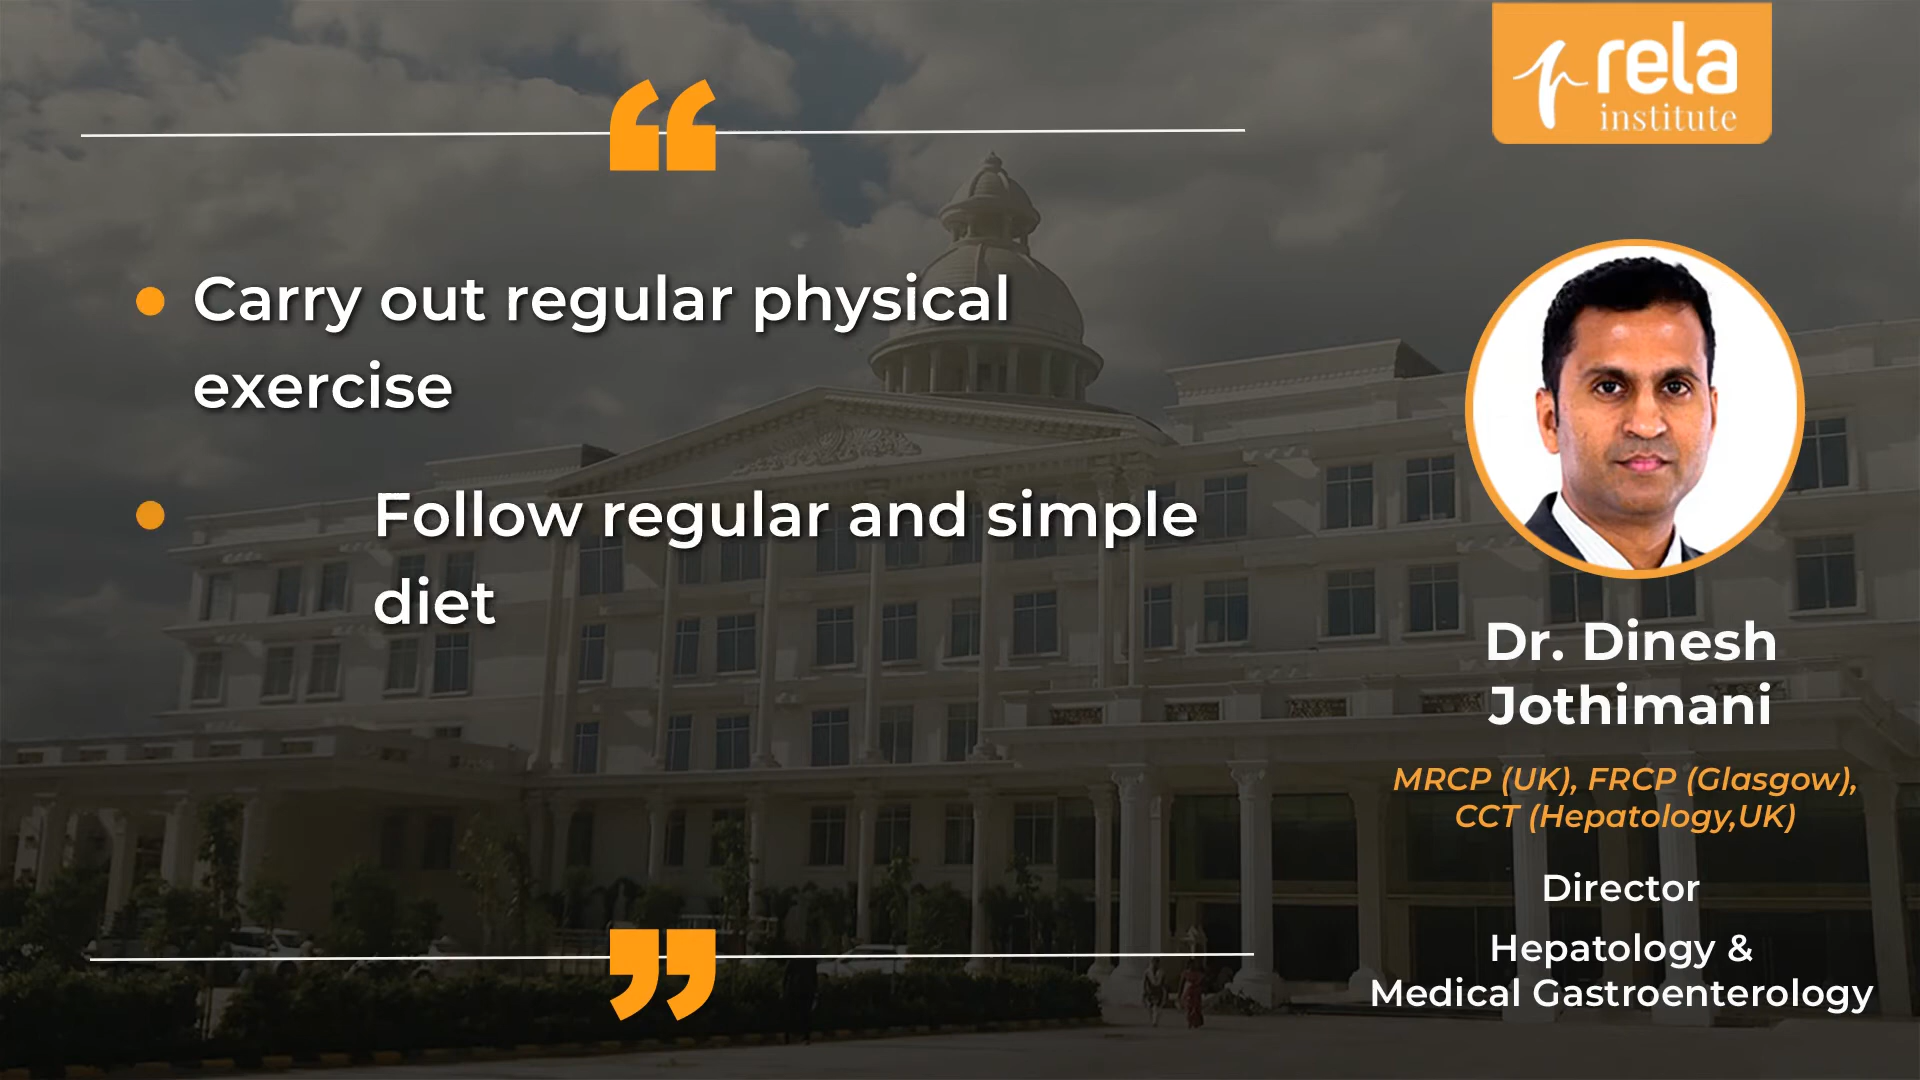 rela
institute
“
• Carry out regular physical
exercise
• Follow regular and simple
diet
”
Dr. Dinesh
Jothimani
MRCP (UK), FRCP (Glasgow),
CCT (Hepatology,UK)
Director
Hepatology &
Medical Gastroenterology